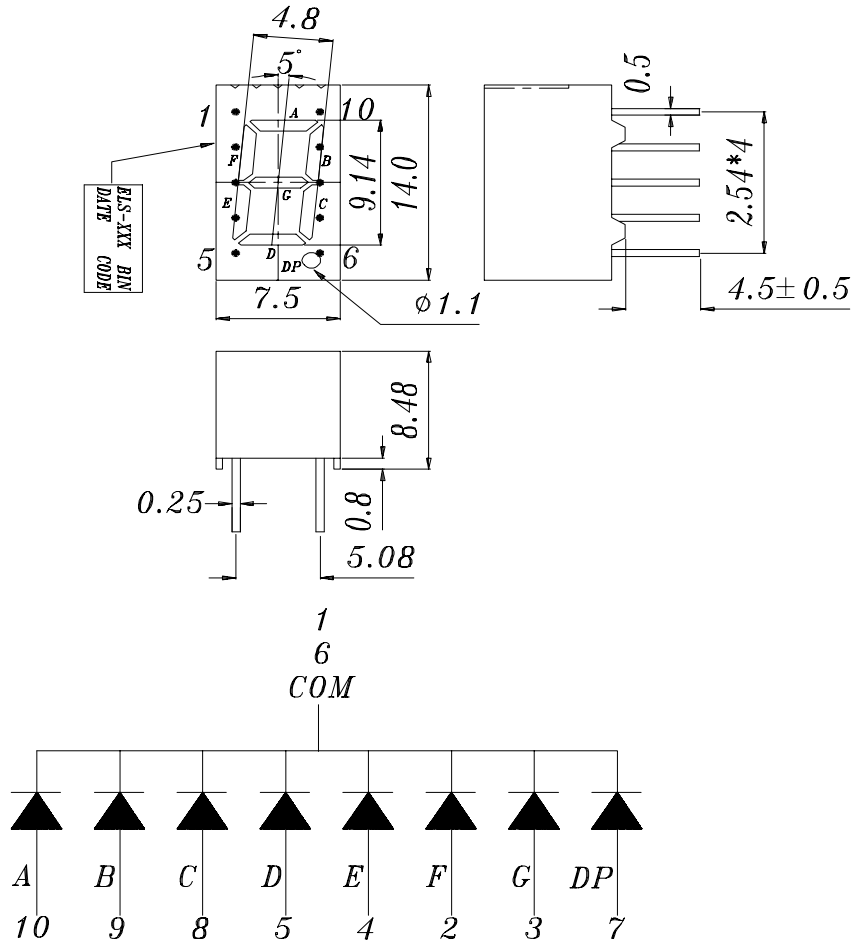 4.8
5°
1
10
A
F
B
G
E
C
D
DP
5
6
9.14
14.0
ELS-XXX BIN
DATE CODE
7.5
ϕ1.1
0.5
2.54*4
4.5±0.5
8.48
0.25
0.8
5.08
1
6
COM
A B C D E F G DP
10 9 8 5 4 2 3 7